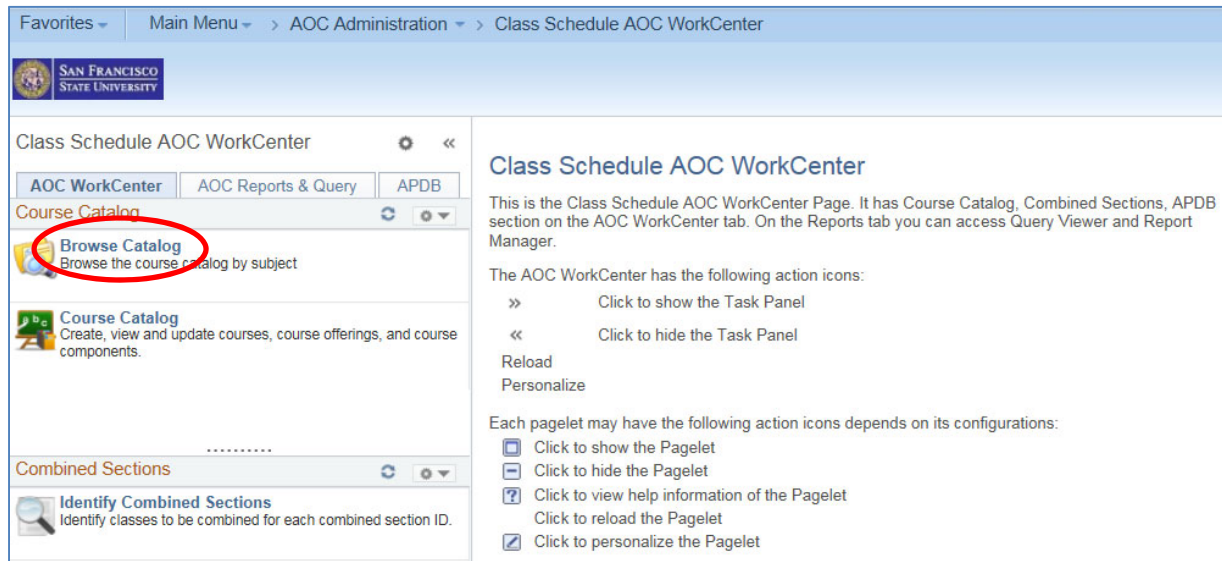 Favorites Main Menu > AOC Administration > Class Schedule AOC WorkCenter
SAN FRANCISCO
STATE UNIVERSITY
Class Schedule AOC WorkCenter «
AOC WorkCenter AOC Reports & Query APDB
Course Catalog
Browse Catalog
Browse the course catalog by subject
Course Catalog
Create, view and update courses, course offerings, and course
components.
Combined Sections
Identify Combined Sections
Identify classes to be combined for each combined section ID.
Class Schedule AOC WorkCenter
This is the Class Schedule AOC WorkCenter Page. It has Course Catalog, Combined Sections, APDB
section on the AOC WorkCenter tab. On the Reports tab you can access Query Viewer and Report
Manager.
The AOC WorkCenter has the following action icons:
» Click to show the Task Panel
« Click to hide the Task Panel
Reload
Personalize
Each pagelet may have the following action icons depends on its configurations:
Click to show the Pagelet
Click to hide the Pagelet
? Click to view help information of the Pagelet
Click to reload the Pagelet
Click to personalize the Pagelet